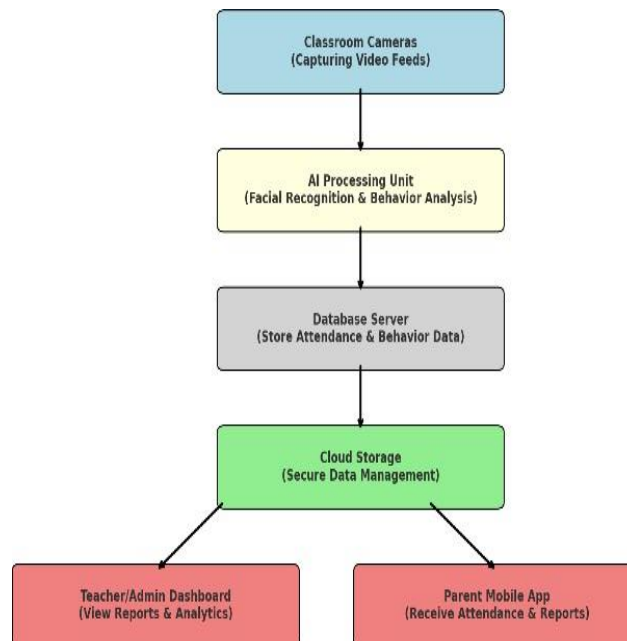 Classroom Cameras
(Capturing Video Feeds)
AI Processing Unit
(Facial Recognition & Behavior Analysis)
Database Server
(Store Attendance & Behavior Data)
Cloud Storage
(Secure Data Management)
Teacher/Admin Dashboard
(View Reports & Analytics)
Parent Mobile App
(Receive Attendance & Reports)